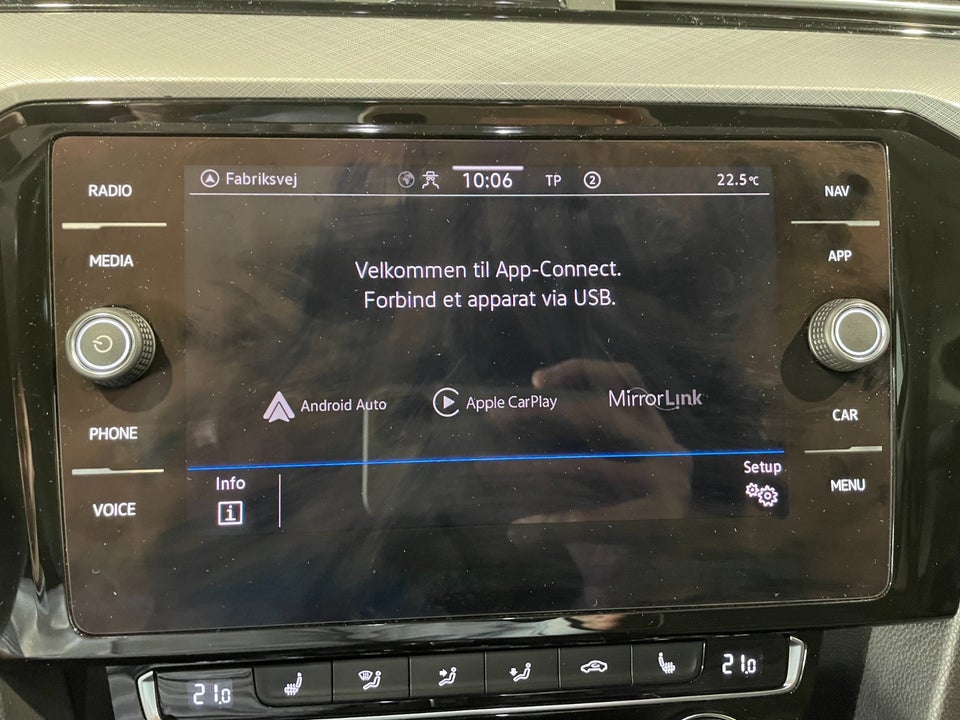 Fabriksvej 10:06 TP 2 22.5°C
RADIO
MEDIA
PHONE
VOICE
Velkommen til App-Connect.
Forbind et apparat via USB.
Android Auto Apple CarPlay MirrorLink
Info
i
Setup
NAV
APP
CAR
MENU
21.0 21.0